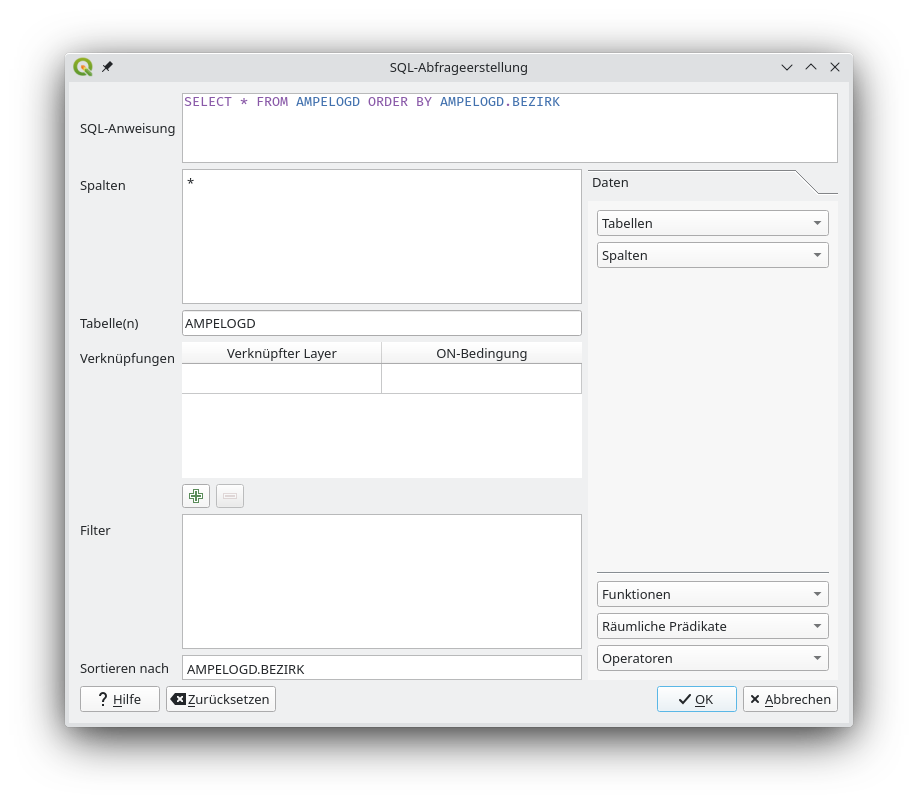 SQL-Abfrageerstellung
SQL-Anweisung
SELECT * FROM AMPELOGD ORDER BY AMPELOGD.BEZIRK
Spalten
*
Daten
Tabellen
Spalten
Tabelle(n)
AMPELOGD
Verknüpfungen
Verknüpfter Layer
ON-Bedingung
Filter
Funktionen
Räumliche Prädikate
Operatoren
Sortieren nach
AMPELOGD.BEZIRK
? Hilfe
Zurücksetzen
OK
Abbrechen